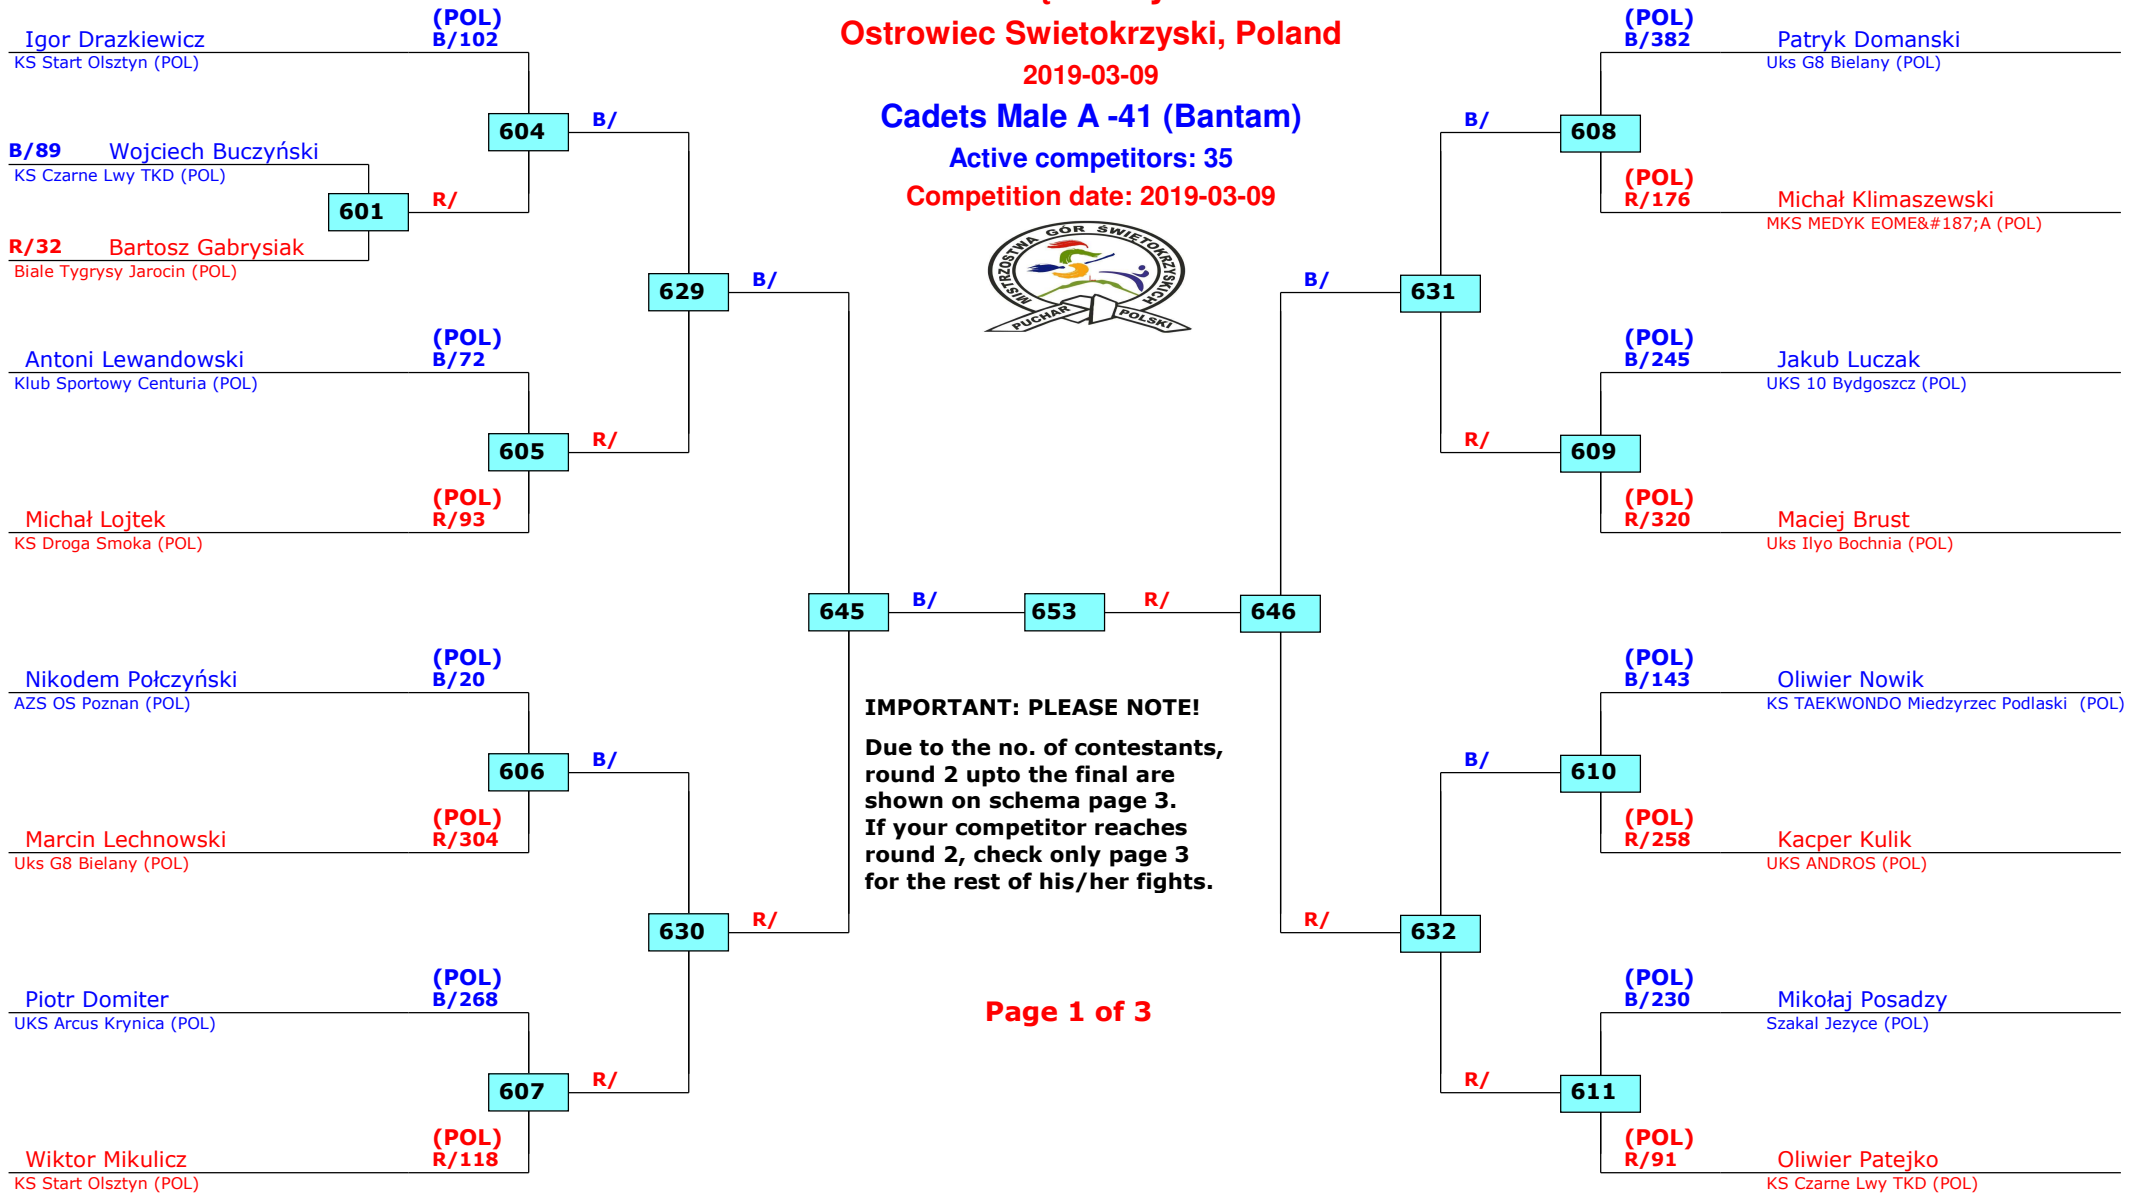 Ostrowiec Swietokrzyski, Poland
2019-03-09
Cadets Male A -41 (Bantam)
Active competitors: 35
Competition date: 2019-03-09
MISTRZOSTWA GÓR ŚWIĘTOKRZYSKICH
PUCHAR POLSKI
(POL)
Igor Drazkiewicz B/102
KS Start Olsztyn (POL)
604 B/
B/89 Wojciech Buczyński
KS Czarne Lwy TKD (POL)
601 R/
R/32 Bartosz Gabrysiak
Biale Tygrysy Jarocin (POL)
629 B/
(POL)
Antoni Lewandowski B/72
Klub Sportowy Centuria (POL)
605 R/
(POL)
Michał Lojtek R/93
KS Droga Smoka (POL)
645 B/ 653 R/ 646
(POL)
Nikodem Połczyński B/20
AZS OS Poznan (POL)
606 B/
(POL)
Marcin Lechnowski R/304
Uks G8 Bielany (POL)
630 R/
(POL)
Piotr Domiter B/268
UKS Arcus Krynica (POL)
607 R/
(POL)
Wiktor Mikulicz R/118
KS Start Olsztyn (POL)
IMPORTANT: PLEASE NOTE!
Due to the no. of contestants,
round 2 upto the final are
shown on schema page 3.
If your competitor reaches
round 2, check only page 3
for the rest of his/her fights.
Page 1 of 3
(POL)
B/382 Patryk Domanski
Uks G8 Bielany (POL)
B/ 608
(POL)
R/176 Michał Klimaszewski
MKS MEDYK EOME&#187;A (POL)
B/ 631
(POL)
B/245 Jakub Luczak
UKS 10 Bydgoszcz (POL)
R/ 609
(POL)
R/320 Maciej Brust
Uks Ilyo Bochnia (POL)
(POL)
B/143 Oliwier Nowik
KS TAEKWONDO Miedzyrzec Podlaski (POL)
B/ 610
(POL)
R/258 Kacper Kulik
UKS ANDROS (POL)
R/ 632
(POL)
B/230 Mikołaj Posadzy
Szakal Jezyce (POL)
R/ 611
(POL)
R/91 Oliwier Patejko
KS Czarne Lwy TKD (POL)